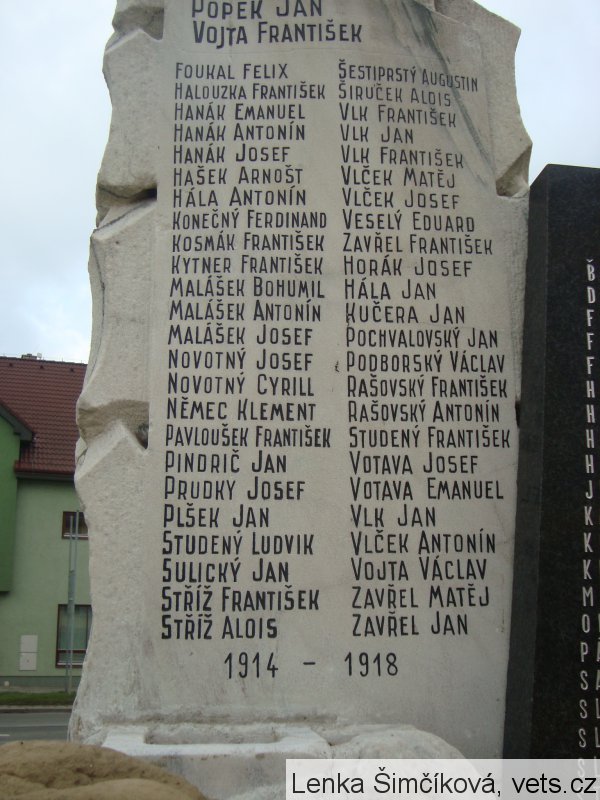 Popek Jan
Vojta František
Foukal Felix
Halouzka František
Hanák Emanuel
Hanák Antonín
Hanák Josef
Hašek Arnošt
Hála Antonín
Konečný Ferdinand
Kosmák František
Kytner František
Malášek Bohumil
Malášek Antonín
Malášek Josef
Novotný Josef
Novotný Cyrill
Němec Klement
Pavloušek František
Pindrič Jan
Prudky Josef
Plšek Jan
Studený Ludvik
Sulický Jan
Stříž František
Stříž Alois
Šestiprstý Augustin
Široček Alois
Vlk František
Vlk Jan
Vlk František
Vlček Matěj
Vlček Josef
Veselý Eduard
Zavřel František
Horák Josef
Hála Jan
Kučera Jan
Pochvalovský Jan
Podborský Václav
Rašovský František
Rašovský Antonín
Studený František
Votava Josef
Votava Emanuel
Vlk Jan
Vlček Antonín
Vojta Václav
Zavřel Matěj
Zavřel Jan
1914 – 1918
Lenka Šimčíková, vets.cz